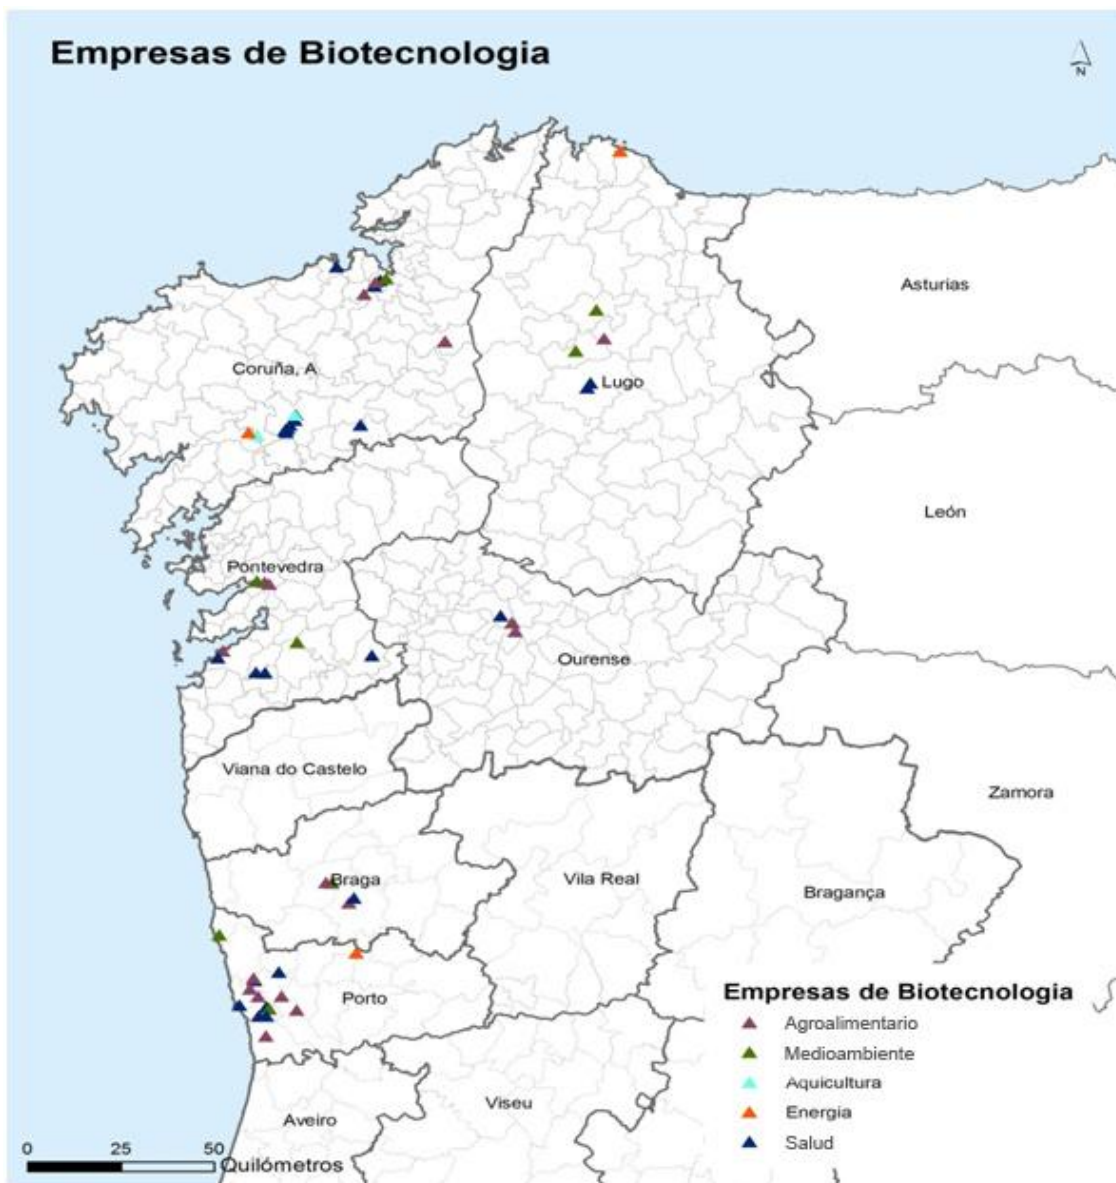 Empresas de Biotecnologia
N
Asturias
Coruña, A
Lugo
León
Pontevedra
Ourense
Viana do Castelo
Zamora
Braga
Vila Real
Bragança
Porto
Empresas de Biotecnologia
Agroalimentario
Medioambiente
Aquicultura
Energía
Salud
Viseu
Aveiro
0 25 50
Quilómetros